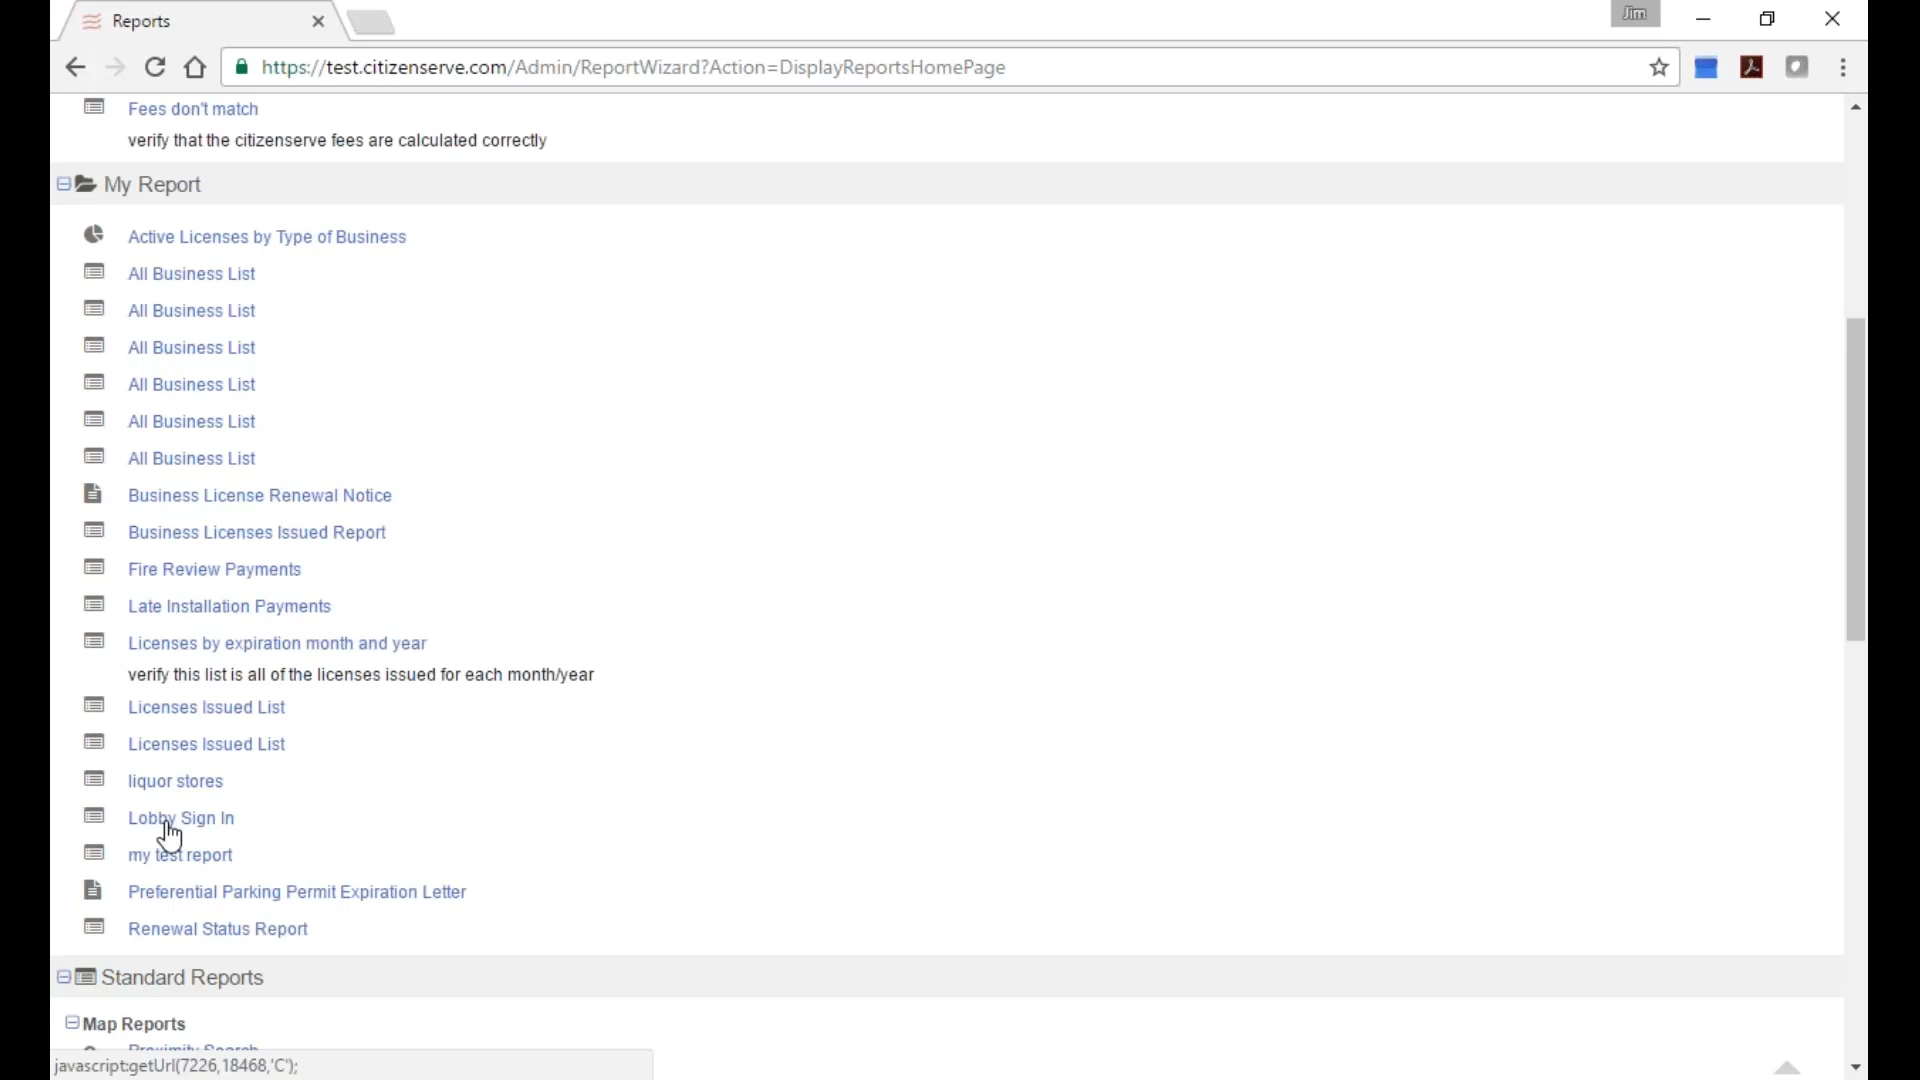 Reports
Jim
https://test.citizenserve.com/Admin/ReportWizard?Action=DisplayReportsHomePage
Fees don't match
verify that the citizenserve fees are calculated correctly
My Report
Active Licenses by Type of Business
All Business List
All Business List
All Business List
All Business List
All Business List
All Business List
Business License Renewal Notice
Business Licenses Issued Report
Fire Review Payments
Late Installation Payments
Licenses by expiration month and year
verify this list is all of the licenses issued for each month/year
Licenses Issued List
Licenses Issued List
liquor stores
Lobby Sign In
my test report
Preferential Parking Permit Expiration Letter
Renewal Status Report
Standard Reports
Map Reports
Proximity Search
javascript:getUrl(7226,18468,'C');